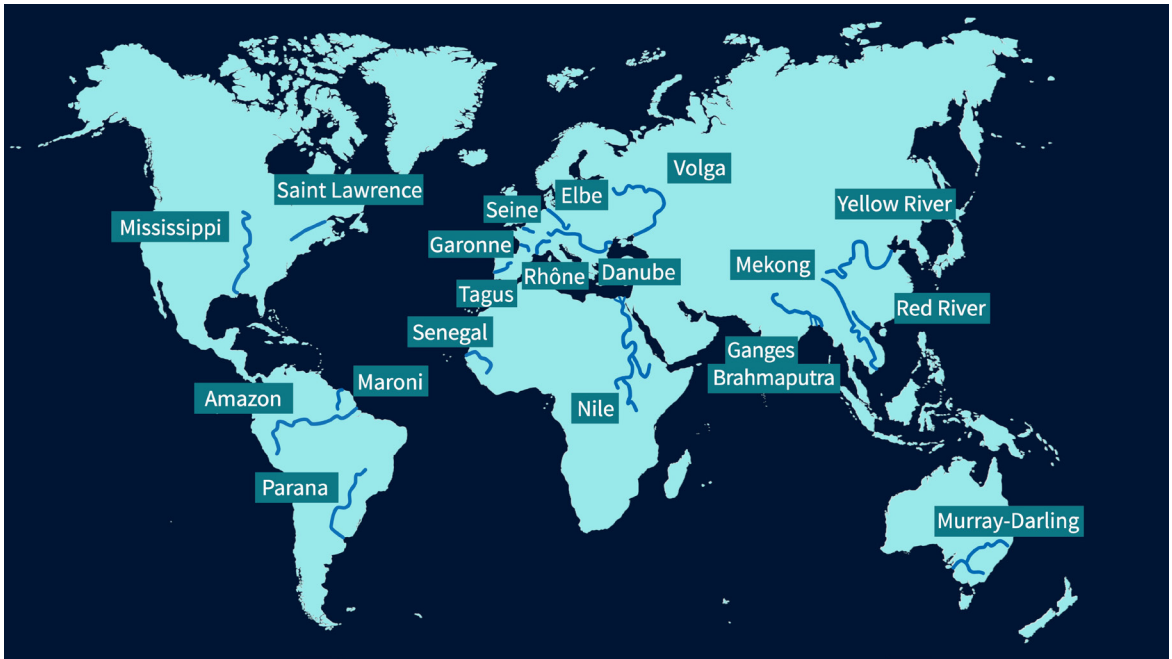 Volga
Saint Lawrence
Elbe
Seine
Yellow River
Mississippi
Garonne
Mekong
Rhône
Danube
Tagus
Red River
Senegal
Ganges
Brahmaputra
Maroni
Amazon
Nile
Parana
Murray-Darling